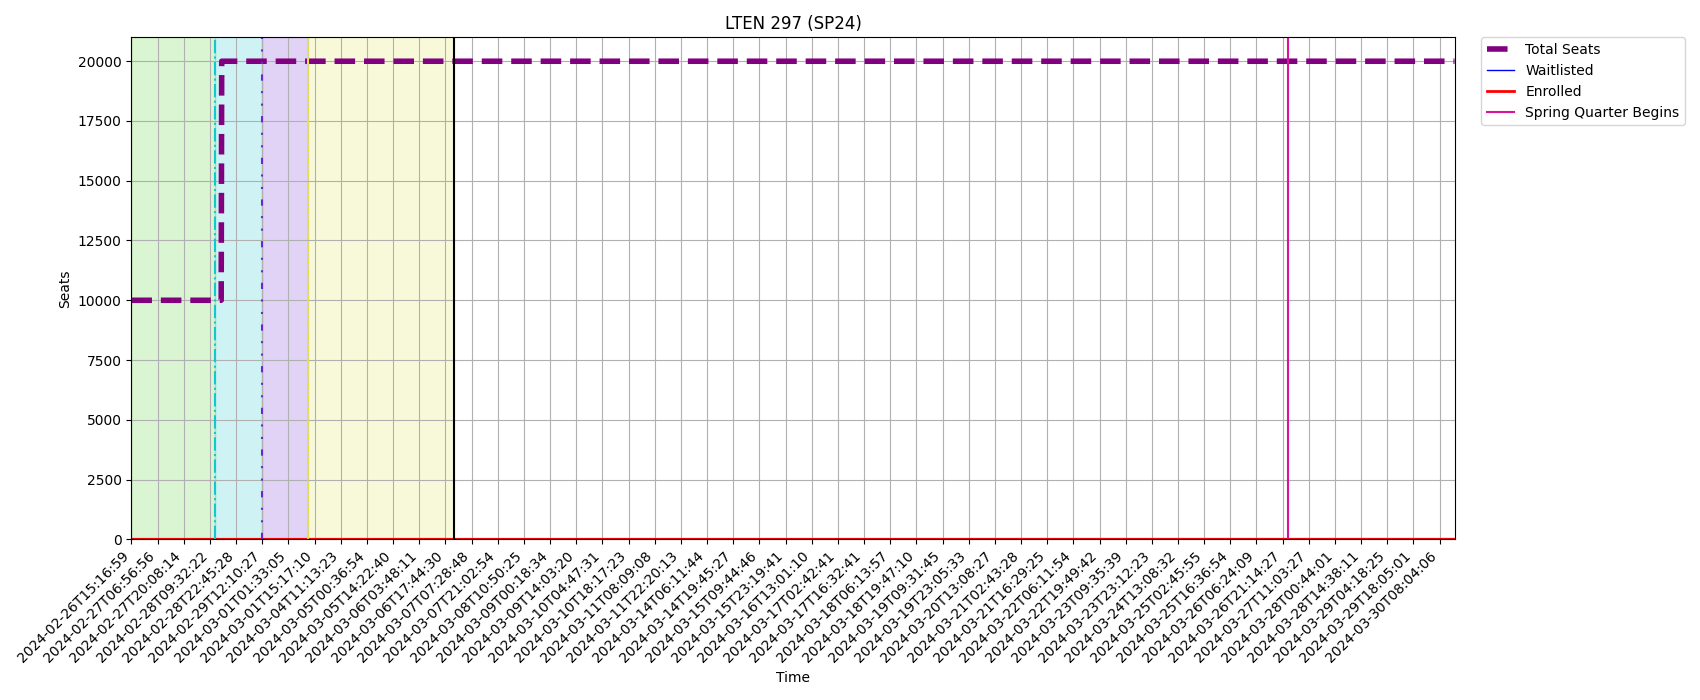 LTEN 297 (SP24)
Total Seats
Waitlisted
Enrolled
Spring Quarter Begins
Seats
20000
17500
15000
12500
10000
7500
5000
2500
0
2024-02-26T15:16:59
2024-02-27T06:56:56
2024-02-27T20:08:14
2024-02-28T09:32:22
2024-02-28T22:45:28
2024-02-29T12:10:27
2024-03-01T01:33:05
2024-03-01T15:17:10
2024-03-04T11:13:23
2024-03-05T00:36:54
2024-03-05T14:22:40
2024-03-06T03:48:11
2024-03-06T17:44:30
2024-03-07T07:28:48
2024-03-07T21:02:54
2024-03-08T10:50:25
2024-03-09T00:18:34
2024-03-09T14:03:20
2024-03-10T04:47:31
2024-03-10T18:17:23
2024-03-11T08:09:08
2024-03-11T22:20:13
2024-03-14T06:11:44
2024-03-14T19:45:27
2024-03-15T09:44:46
2024-03-15T23:19:41
2024-03-16T13:01:10
2024-03-17T02:42:41
2024-03-17T16:32:41
2024-03-18T06:13:57
2024-03-18T19:47:10
2024-03-19T09:31:45
2024-03-19T23:05:33
2024-03-20T13:08:27
2024-03-21T02:43:28
2024-03-21T16:29:25
2024-03-22T06:11:54
2024-03-22T19:49:42
2024-03-23T09:35:39
2024-03-23T23:12:23
2024-03-24T13:08:32
2024-03-25T02:45:55
2024-03-25T16:36:54
2024-03-26T06:24:09
2024-03-26T21:14:27
2024-03-27T11:03:27
2024-03-28T00:44:01
2024-03-28T14:38:11
2024-03-29T04:18:25
2024-03-29T18:05:01
2024-03-30T08:04:06
Time